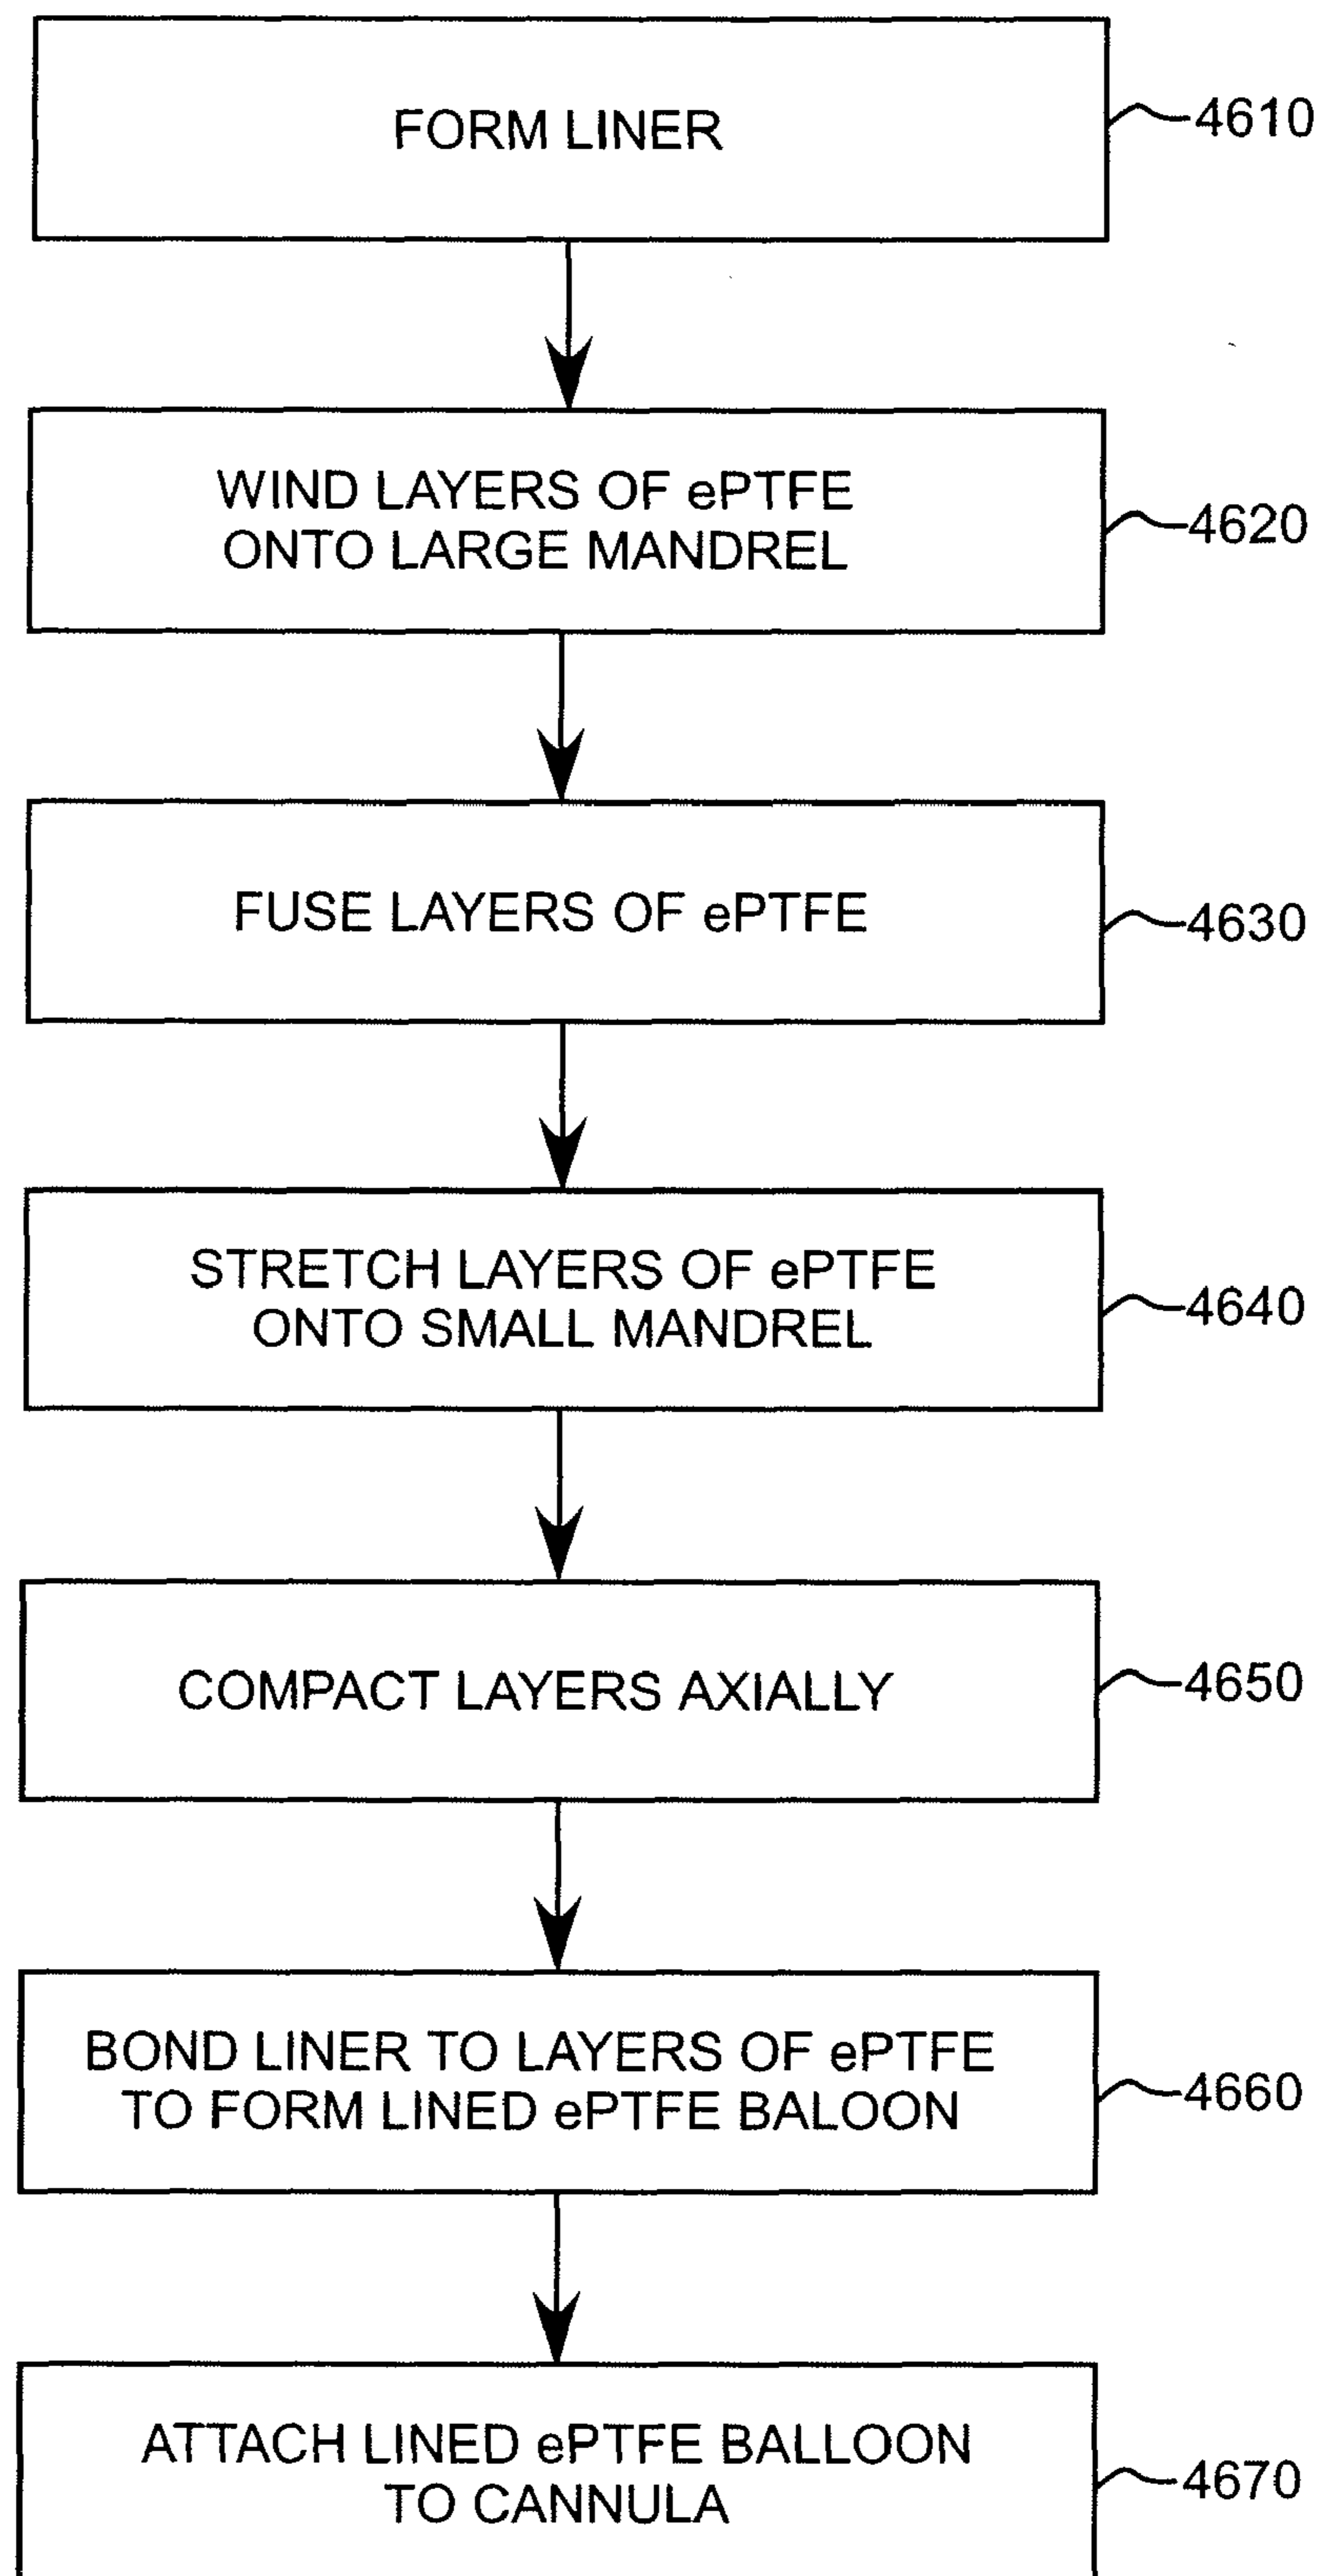 FORM LINER
4610
WIND LAYERS OF ePTFE
ONTO LARGE MANDREL
4620
FUSE LAYERS OF ePTFE
4630
STRETCH LAYERS OF ePTFE
ONTO SMALL MANDREL
4640
COMPACT LAYERS AXIALLY
4650
BOND LINER TO LAYERS OF ePTFE
TO FORM LINED ePTFE BALOON
4660
ATTACH LINED ePTFE BALLOON
TO CANNULA
4670